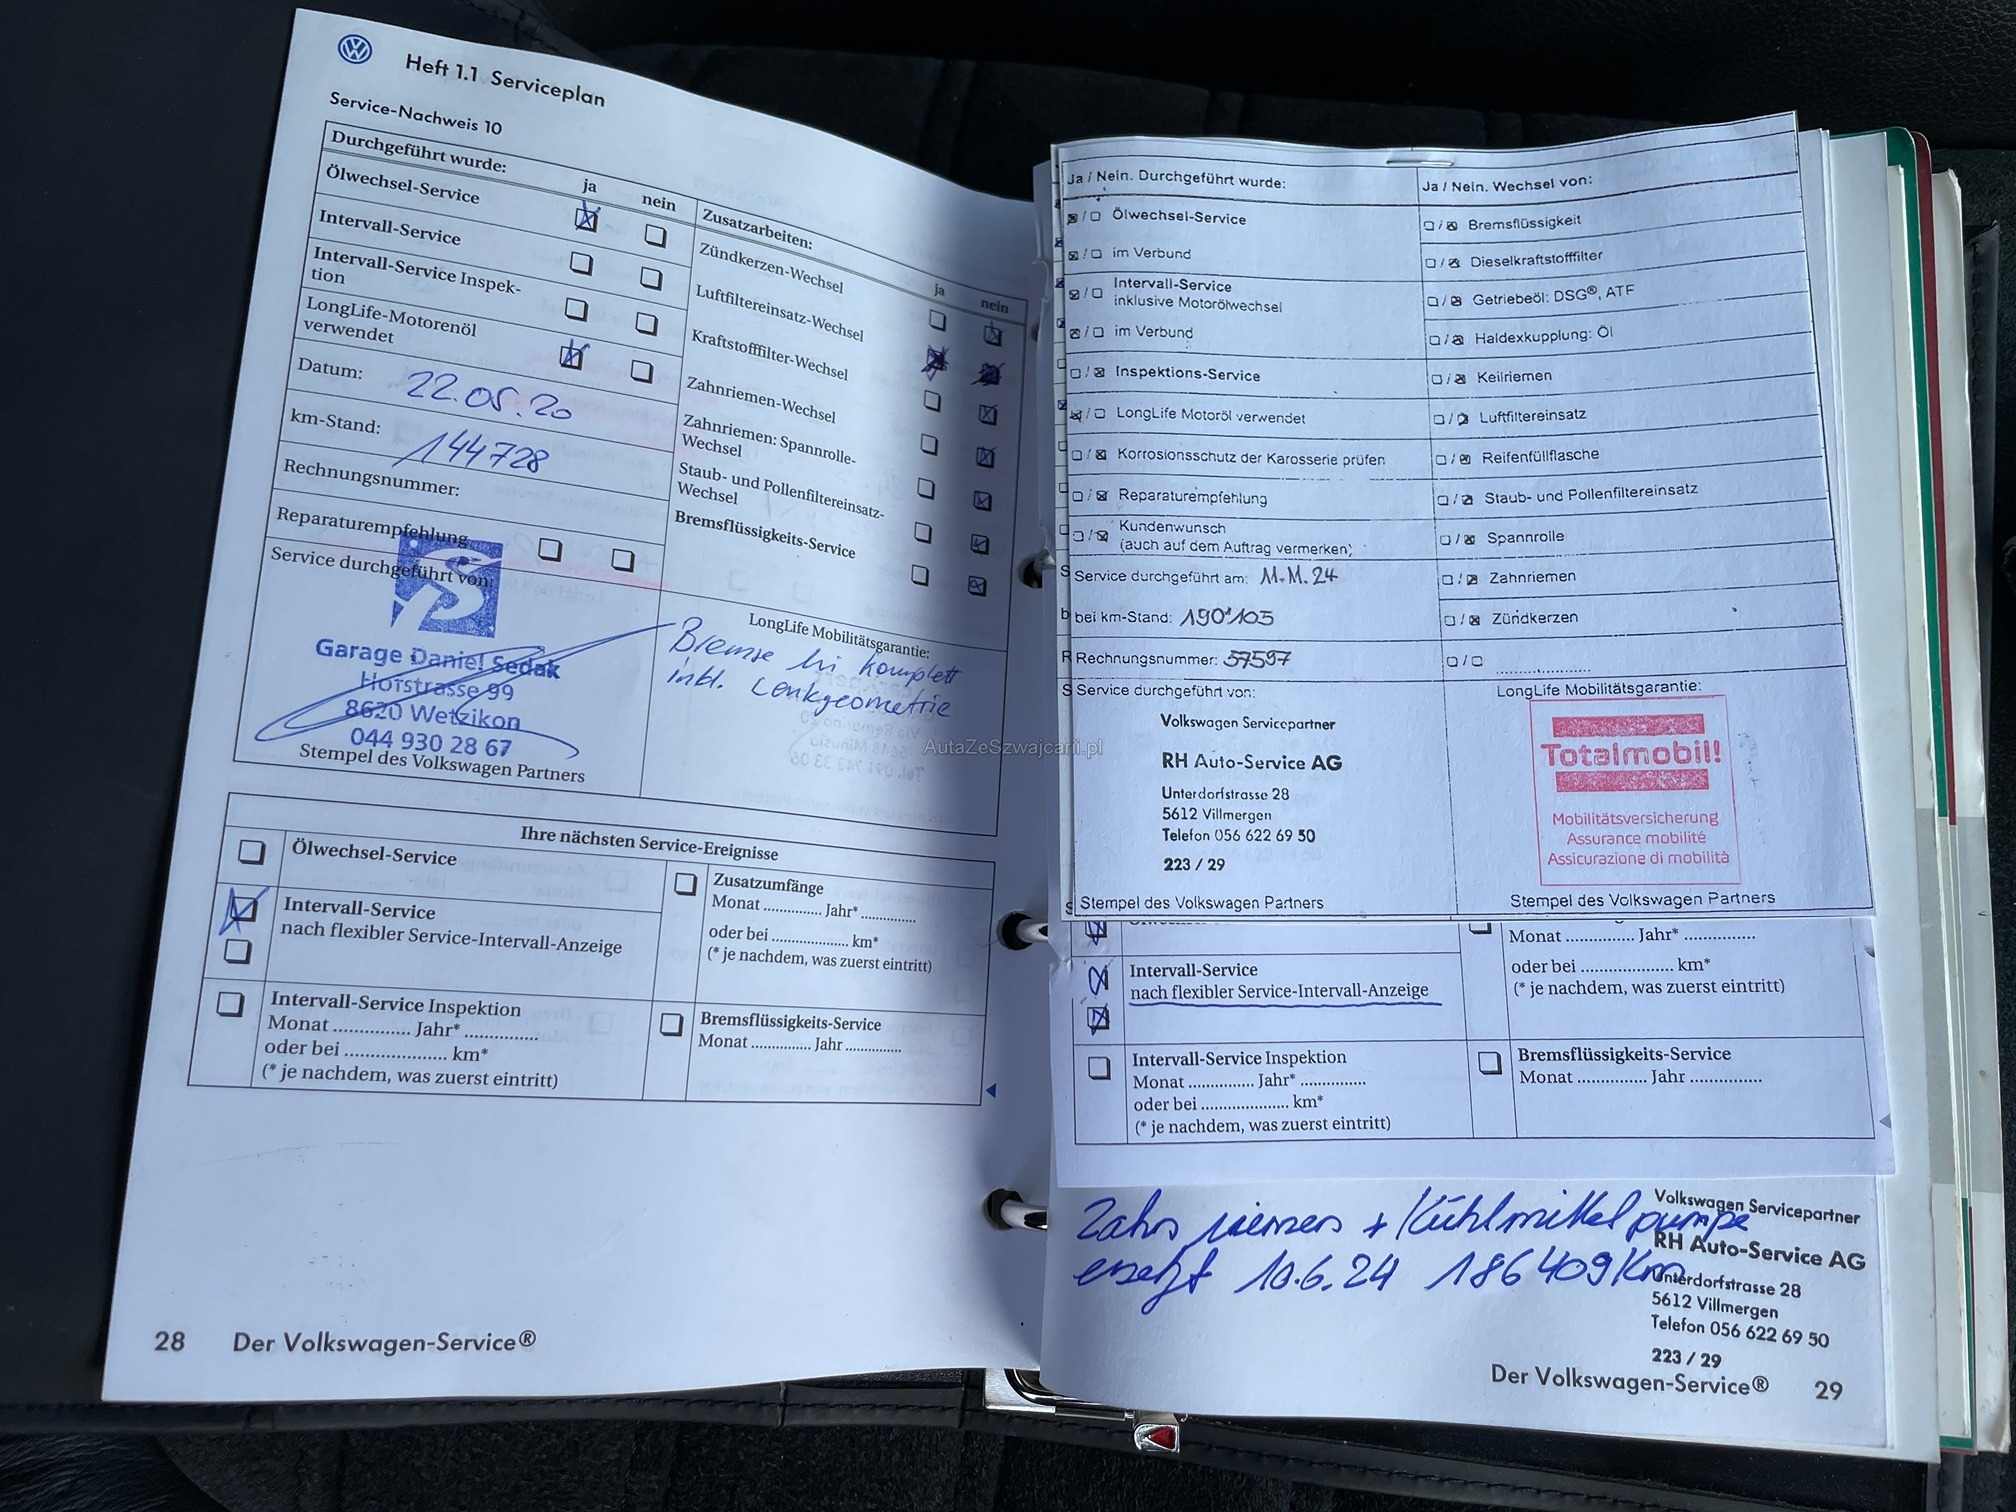 Heft 1.1 Serviceplan
Service-Nachweis 10
Durchgeführt wurde:
ja
nein
Ölwechsel-Service
Intervall-Service
Intervall-Service Inspek-
tion
LongLife-Motorenöl
verwendet
Datum: 22.05.20
km-Stand: 144728
Rechnungsnummer:
Reparaturempfehlung
Service durchgeführt von:
Garage Daniel Sedak
Hofstrasse 99
8620 Wetzikon
044 930 28 67
Stempel des Volkswagen Partners
Zusatzarbeiten:
ja
nein
Zündkerzen-Wechsel
Luftfiltereinsatz-Wechsel
Kraftstofffilter-Wechsel
Zahnriemen-Wechsel
Zahnriemen: Spannrolle-
Wechsel
Staub- und Pollenfiltereinsatz-
Wechsel
Bremsflüssigkeits-Service
LongLife Mobilitätsgarantie:
Bremse hi komplett
inkl. Lenkgeometrie
Ihre nächsten Service-Ereignisse
Ölwechsel-Service
Intervall-Service
nach flexibler Service-Intervall-Anzeige
Intervall-Service Inspektion
Monat .............. Jahr* .............
oder bei .................... km*
(* je nachdem, was zuerst eintritt)
Zusatzumfänge
Monat ........... Jahr* ............
oder bei .................... km*
(* je nachdem, was zuerst eintritt)
Bremsflüssigkeits-Service
Monat ............ Jahr ............
28 Der Volkswagen-Service®
Ja / Nein. Durchgeführt wurde:
Ölwechsel-Service
im Verbund
Intervall-Service
inklusive Motorölwechsel
im Verbund
Inspektions-Service
LongLife Motoröl verwendet
Korrosionsschutz der Karosserie prüfen
Reparaturempfehlung
Kundenwunsch
(auch auf dem Auftrag vermerken)
Service durchgeführt am: 11.11.24
bei km-Stand: 190'105
Rechnungsnummer: 57597
Service durchgeführt von:
Volkswagen Servicepartner
RH Auto-Service AG
Unterdorfstrasse 28
5612 Villmergen
Telefon 056 622 69 50
223 / 29
Stempel des Volkswagen Partners
Ja / Nein. Wechsel von:
Bremsflüssigkeit
Dieselkraftstofffilter
Getriebeöl: DSG®, ATF
Haldexkupplung: Öl
Keilriemen
Luftfiltereinsatz
Reifenfüllflasche
Staub- und Pollenfiltereinsatz
Spannrolle
Zahnriemen
Zündkerzen
LongLife Mobilitätsgarantie:
Totalmobil!
Mobilitätsversicherung
Assurance mobilité
Assicurazione di mobilità
Stempel des Volkswagen Partners
AutaZeSzwajcarii.pl
Intervall-Service
nach flexibler Service-Intervall-Anzeige
Intervall-Service Inspektion
Monat .............. Jahr* .............
oder bei .................... km*
(* je nachdem, was zuerst eintritt)
Monat ............ Jahr* ..............
oder bei .................... km*
(* je nachdem, was zuerst eintritt)
Bremsflüssigkeits-Service
Monat .............. Jahr ..............
Zahnriemen + Kühlmittelpumpe
ersetzt 10.6.24 186409 Km
Volkswagen Servicepartner
RH Auto-Service AG
Unterdorfstrasse 28
5612 Villmergen
Telefon 056 622 69 50
223 / 29
Der Volkswagen-Service® 29